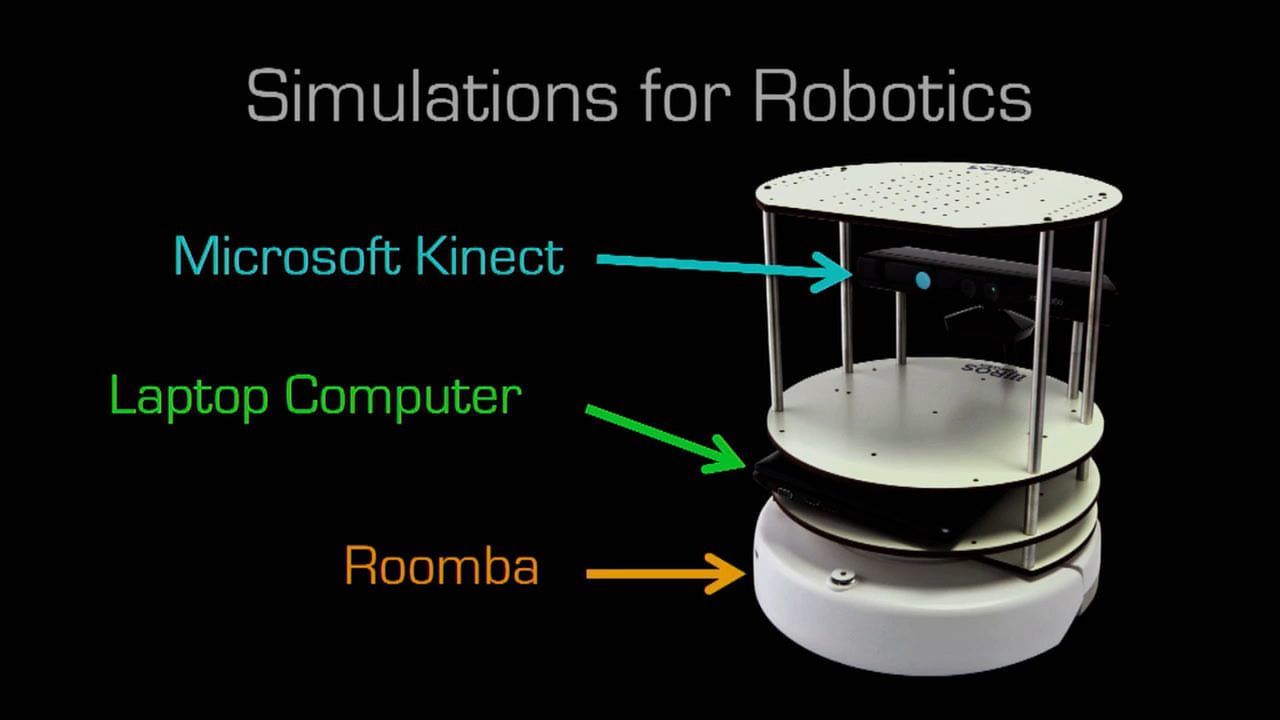 Simulations for Robotics
Microsoft Kinect
Laptop Computer
Roomba